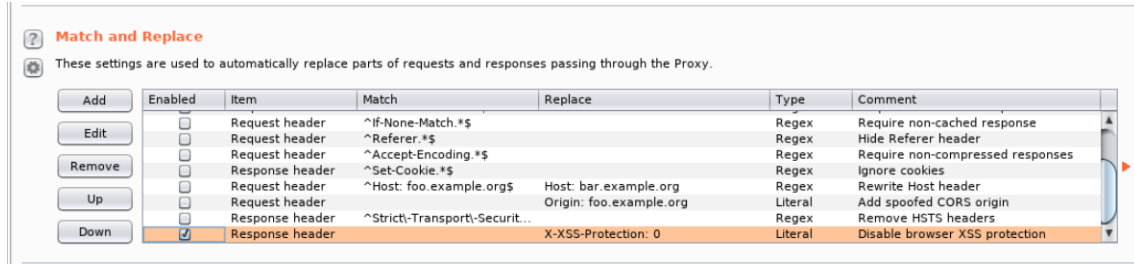 Match and Replace
These settings are used to automatically replace parts of requests and responses passing through the Proxy.
Add
Edit
Remove
Up
Down
Enabled Item Match Replace Type Comment
Request header ^If-None-Match.*$ Regex Require non-cached response
Request header ^Referer.*$ Regex Hide Referer header
Request header ^Accept-Encoding.*$ Regex Require non-compressed responses
Response header ^Set-Cookie.*$ Regex Ignore cookies
Request header ^Host: foo.example.org$ Host: bar.example.org Regex Rewrite Host header
Request header Origin: foo.example.org Literal Add spoofed CORS origin
Response header ^Strict\-Transport\-Securit... Regex Remove HSTS headers
Response header X-XSS-Protection: 0 Literal Disable browser XSS protection